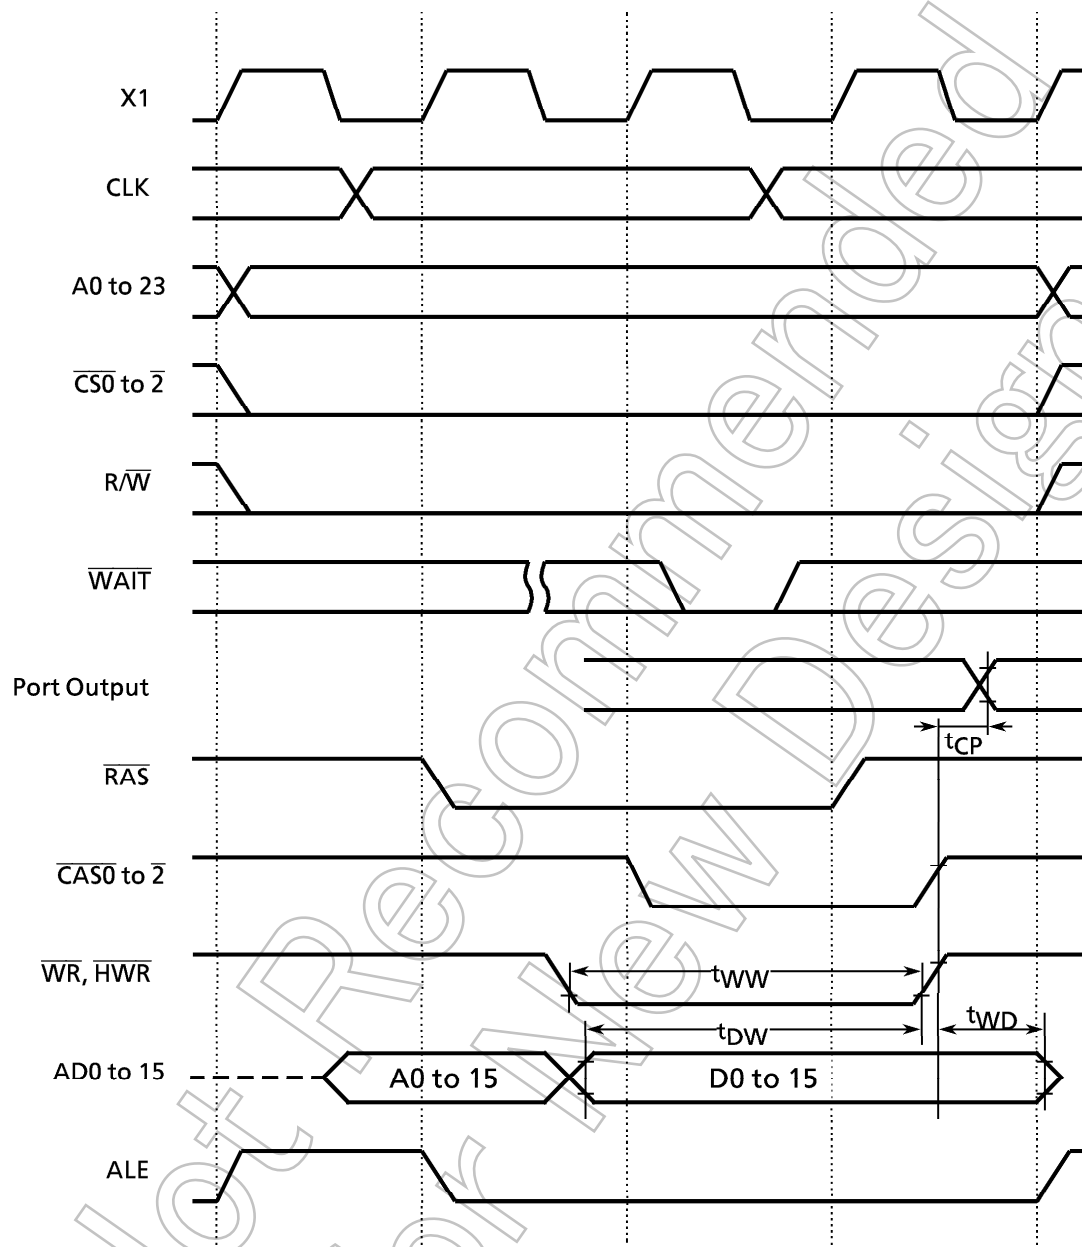 X1
CLK
A0 to 23
CS0 to 2
R/W
WAIT
Port Output
tCP
RAS
CAS0 to 2
WR, HWR
tWW
tDW
tWD
AD0 to 15
A0 to 15
D0 to 15
ALE
Not Recommended
for New Design